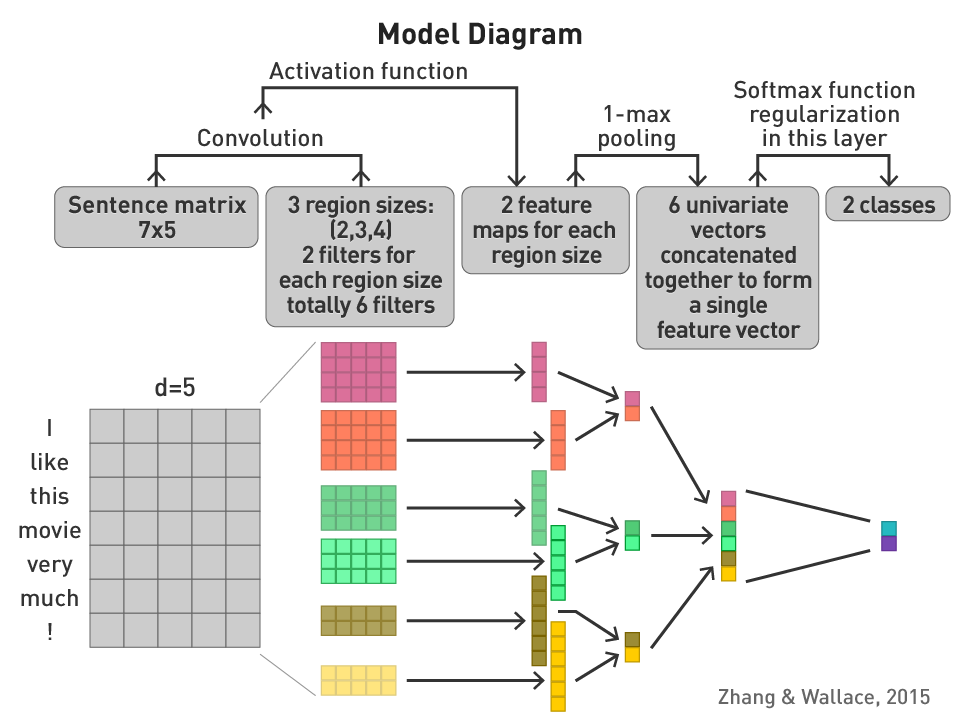 Model Diagram
Activation function
Convolution
1-max
pooling
Softmax function
regularization
in this layer
Sentence matrix
7x5
3 region sizes:
(2,3,4)
2 filters for
each region size
totally 6 filters
2 feature
maps for each
region size
6 univariate
vectors
concatenated
together to form
a single
feature vector
2 classes
d=5
I
like
this
movie
very
much
!
Zhang & Wallace, 2015